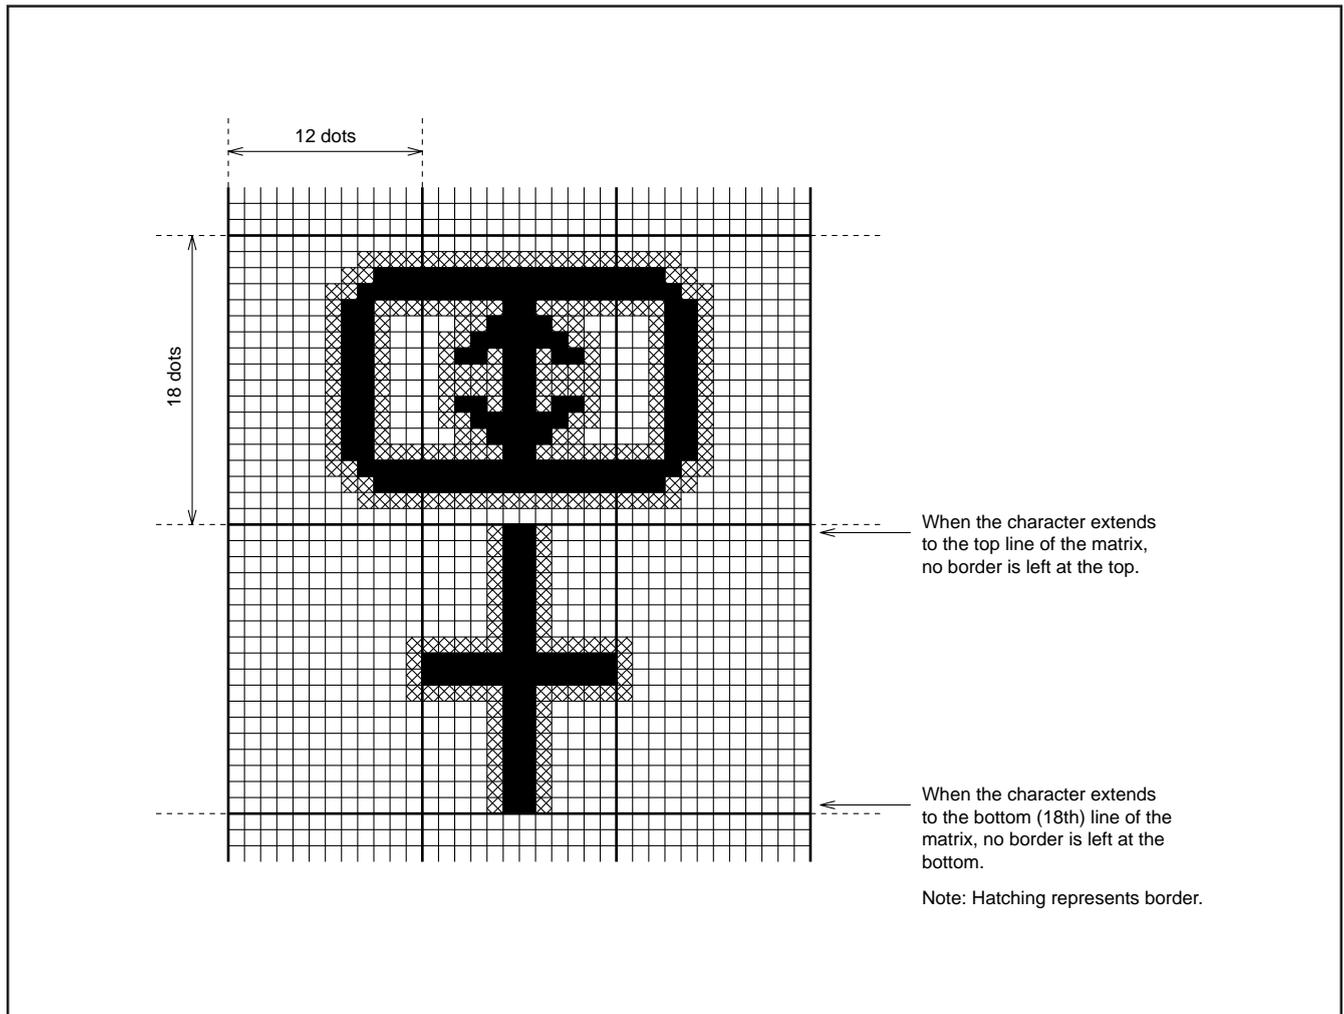 12 dots
18 dots
When the character extends
to the top line of the matrix,
no border is left at the top.
When the character extends
to the bottom (18th) line of the
matrix, no border is left at the
bottom.
Note: Hatching represents border.